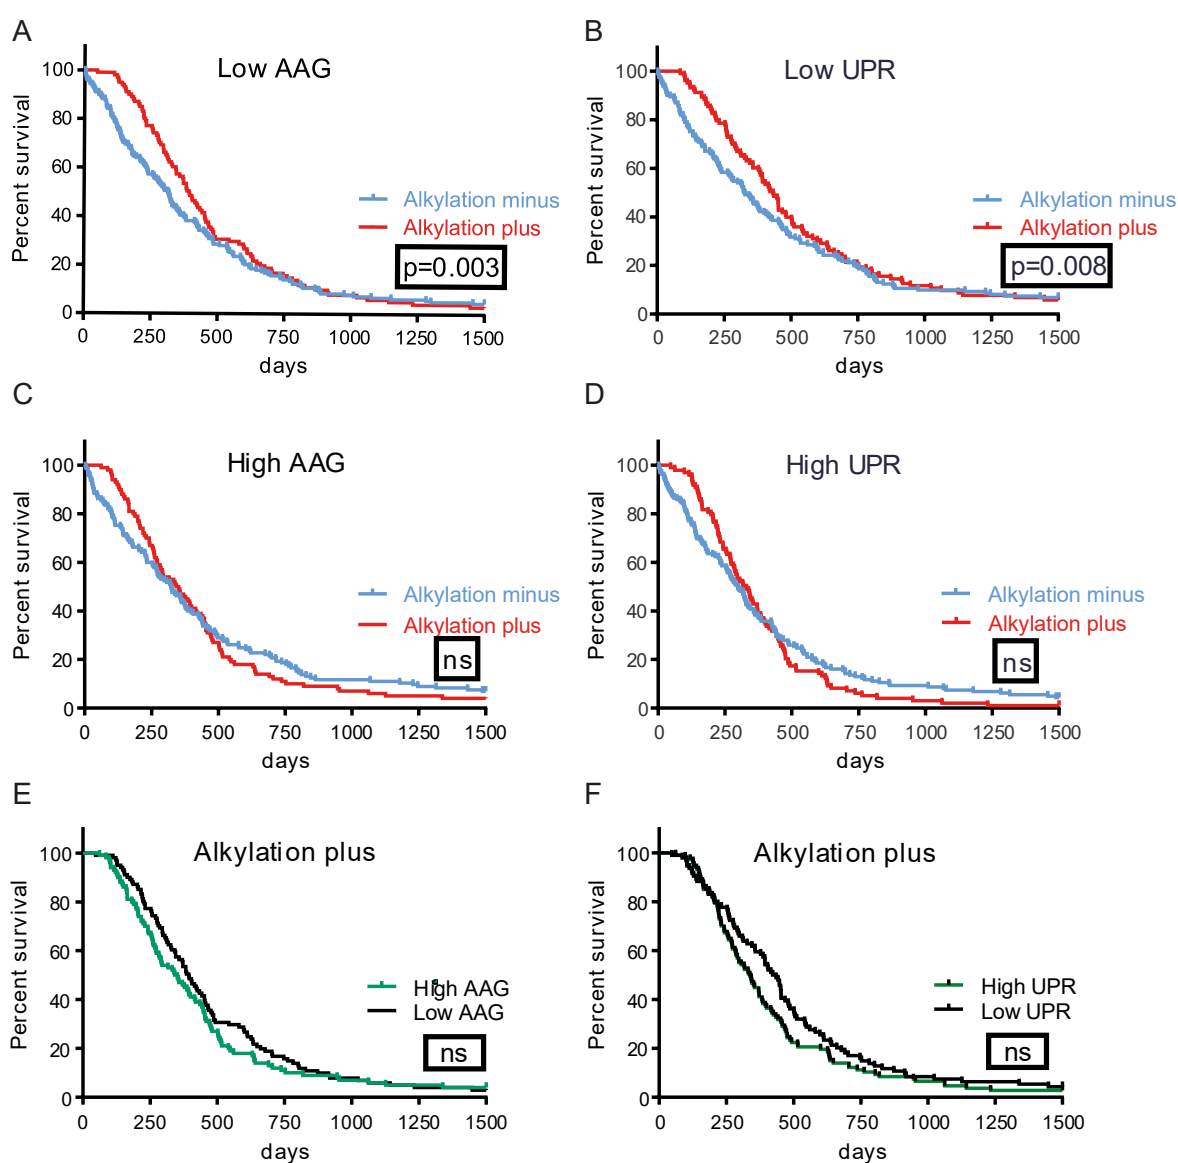 A
Low AAG
Percent survival
100
80
60
40
20
0
0 250 500 750 1000 1250 1500
days
Alkylation minus
Alkylation plus
p=0.003
B
Low UPR
Percent survival
100
80
60
40
20
0
0 250 500 750 1000 1250 1500
days
Alkylation minus
Alkylation plus
p=0.008
C
High AAG
Percent survival
100
80
60
40
20
0
0 250 500 750 1000 1250 1500
days
Alkylation minus
Alkylation plus
ns
D
High UPR
Percent survival
100
80
60
40
20
0
0 250 500 750 1000 1250 1500
days
Alkylation minus
Alkylation plus
ns
E
Alkylation plus
Percent survival
100
80
60
40
20
0
0 250 500 750 1000 1250 1500
days
High AAG
Low AAG
ns
F
Alkylation plus
Percent survival
100
80
60
40
20
0
0 250 500 750 1000 1250 1500
days
High UPR
Low UPR
ns